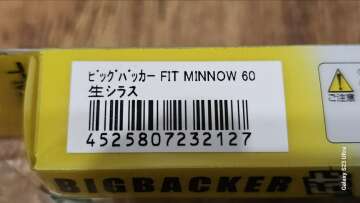 ビッグバッカー FIT MINNOW 60
生シラス
4525807232127
ご注意
BIGBACKER
Galaxy S23 Ultra